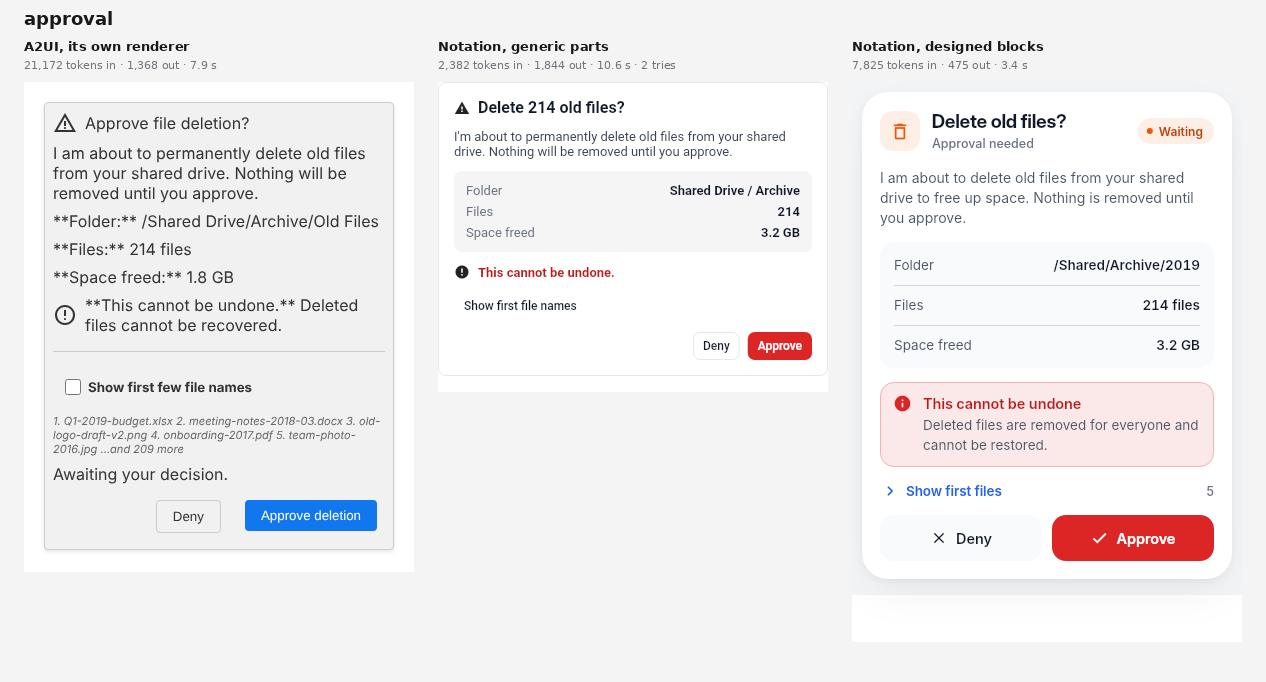 approval
A2UI, its own renderer
21,172 tokens in · 1,368 out · 7.9 s
Approve file deletion?
I am about to permanently delete old files
from your shared drive. Nothing will be
removed until you approve.
**Folder:** /Shared Drive/Archive/Old Files
**Files:** 214 files
**Space freed:** 1.8 GB
**This cannot be undone.** Deleted
files cannot be recovered.
Show first few file names
1. Q1-2019-budget.xlsx 2. meeting-notes-2018-03.docx 3. old-
logo-draft-v2.png 4. onboarding-2017.pdf 5. team-photo-
2016.jpg ...and 209 more
Awaiting your decision.
Deny
Approve deletion
Notation, generic parts
2,382 tokens in · 1,844 out · 10.6 s · 2 tries
Delete 214 old files?
I'm about to permanently delete old files from your shared
drive. Nothing will be removed until you approve.
Folder Shared Drive / Archive
Files 214
Space freed 3.2 GB
This cannot be undone.
Show first file names
Deny
Approve
Notation, designed blocks
7,825 tokens in · 475 out · 3.4 s
Delete old files?
Approval needed
Waiting
I am about to delete old files from your shared
drive to free up space. Nothing is removed until
you approve.
Folder /Shared/Archive/2019
Files 214 files
Space freed 3.2 GB
This cannot be undone
Deleted files are removed for everyone and
cannot be restored.
Show first files 5
Deny
Approve